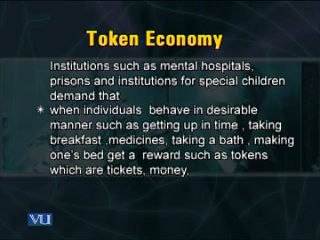 Token Economy
Institutions such as mental hospitals,
prisons and institutions for special children
demand that
✶ when individuals behave in desirable
manner such as getting up in time , taking
breakfast ,medicines, taking a bath , making
one's bed get a reward such as tokens
which are tickets, money.
VU